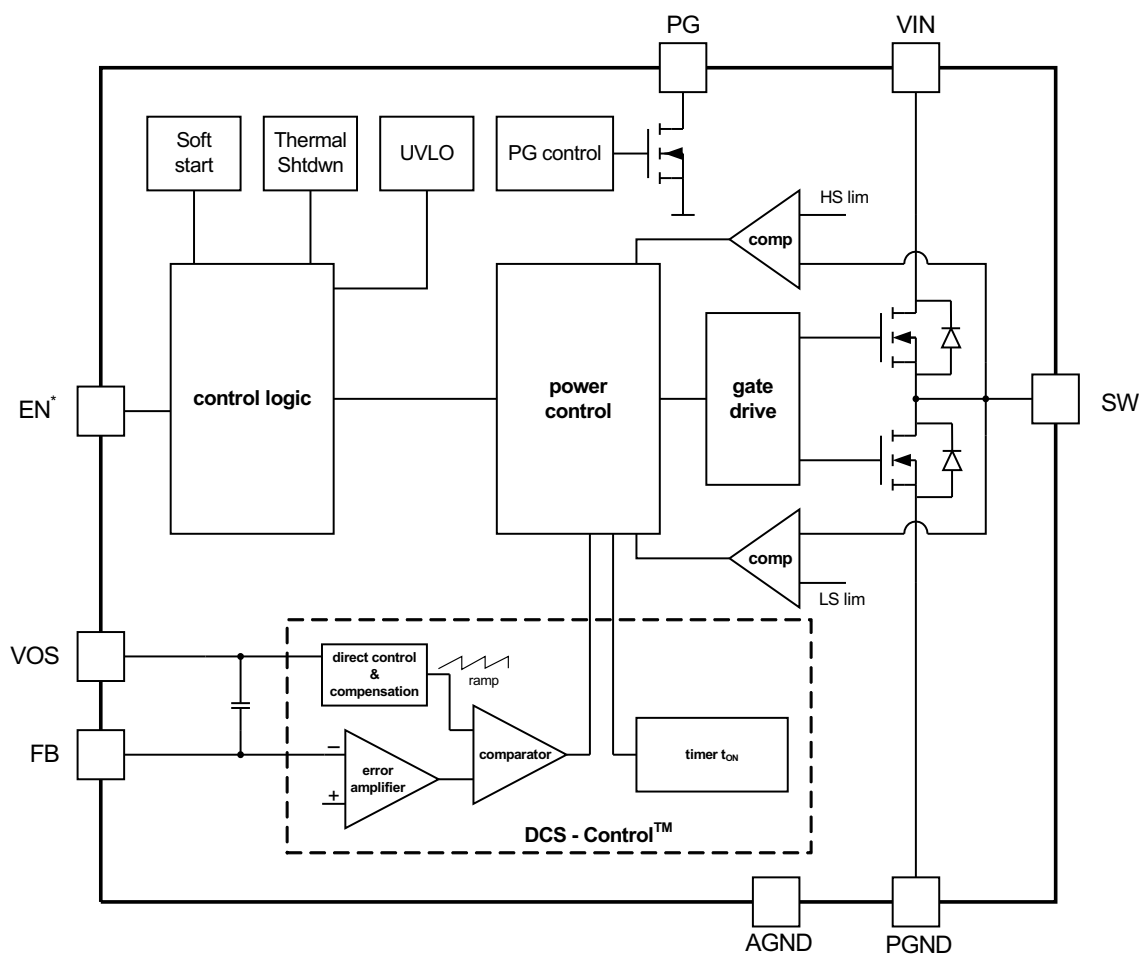 PG
VIN
Soft
start
Thermal
Shtdwn
UVLO
PG control
HS lim
comp
control logic
power
control
gate
drive
EN*
SW
comp
LS lim
VOS
direct control
&
compensation
ramp
FB
–
+
error
amplifier
comparator
timer tON
DCS - Control™
AGND
PGND